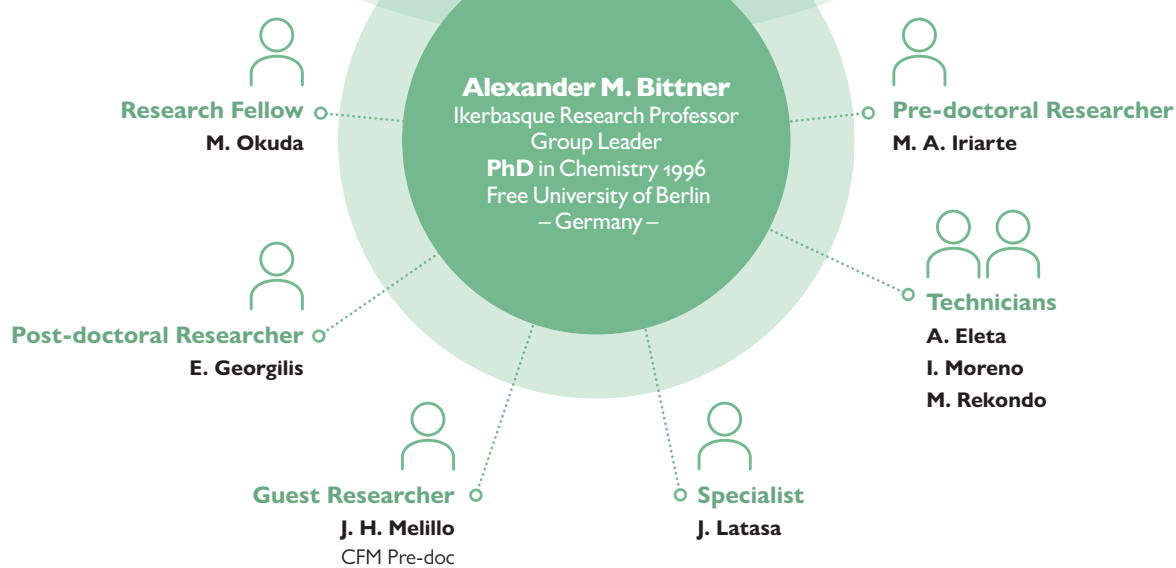 Alexander M. Bittner
Ikerbasque Research Professor
Group Leader
PhD in Chemistry 1996
Free University of Berlin
– Germany –
Research Fellow
M. Okuda
Pre-doctoral Researcher
M. A. Iriarte
Post-doctoral Researcher
E. Georgilis
Technicians
A. Eleta
I. Moreno
M. Rekondo
Guest Researcher
J. H. Melillo
CFM Pre-doc
Specialist
J. Latasa